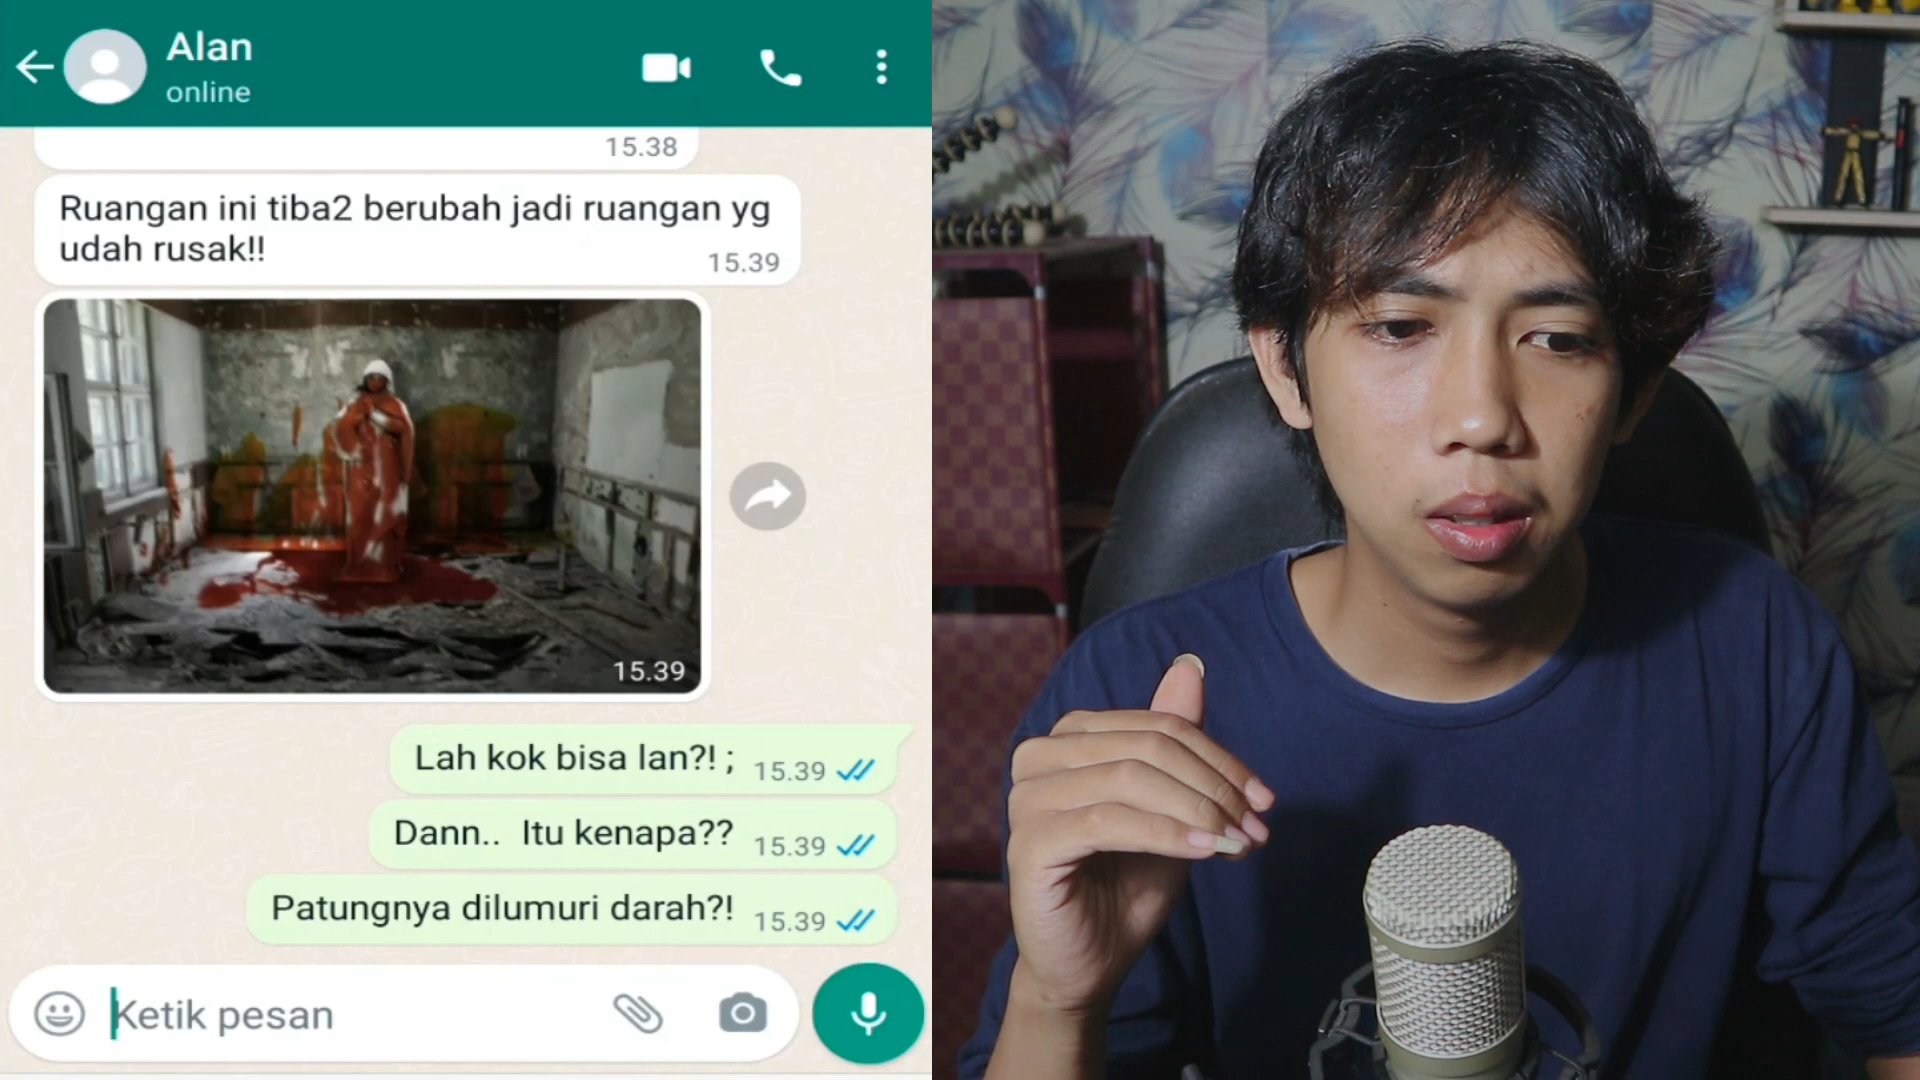 Alan
online
15.38
Ruangan ini tiba2 berubah jadi ruangan yg
udah rusak!!
15.39
15.39
Lah kok bisa lan?! ;
15.39
Dann..  Itu kenapa??
15.39
Patungnya dilumuri darah?!
15.39
Ketik pesan